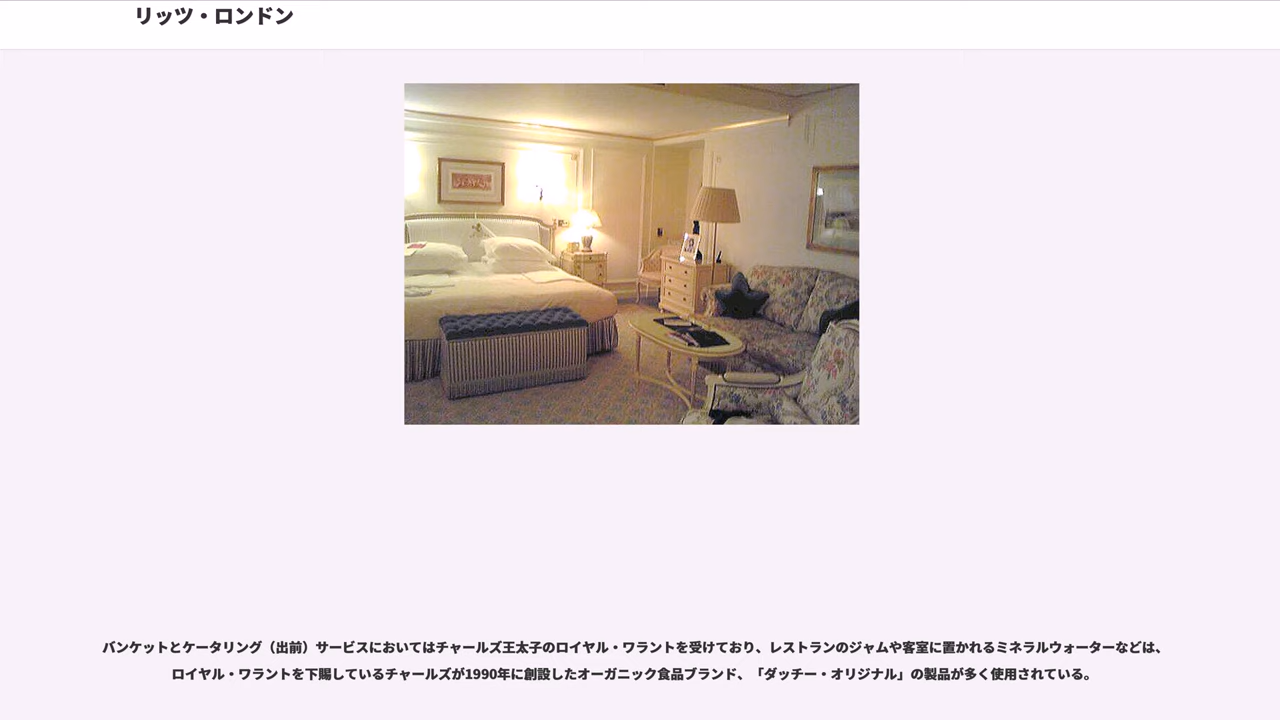 リッツ・ロンドン
バンケットとケータリング（出前）サービスにおいてはチャールズ王太子のロイヤル・ワラントを受けており、レストランのジャムや客室に置かれるミネラルウォーターなどは、
ロイヤル・ワラントを下賜しているチャールズが1990年に創設したオーガニック食品ブランド、「ダッチー・オリジナル」の製品が多く使用されている。